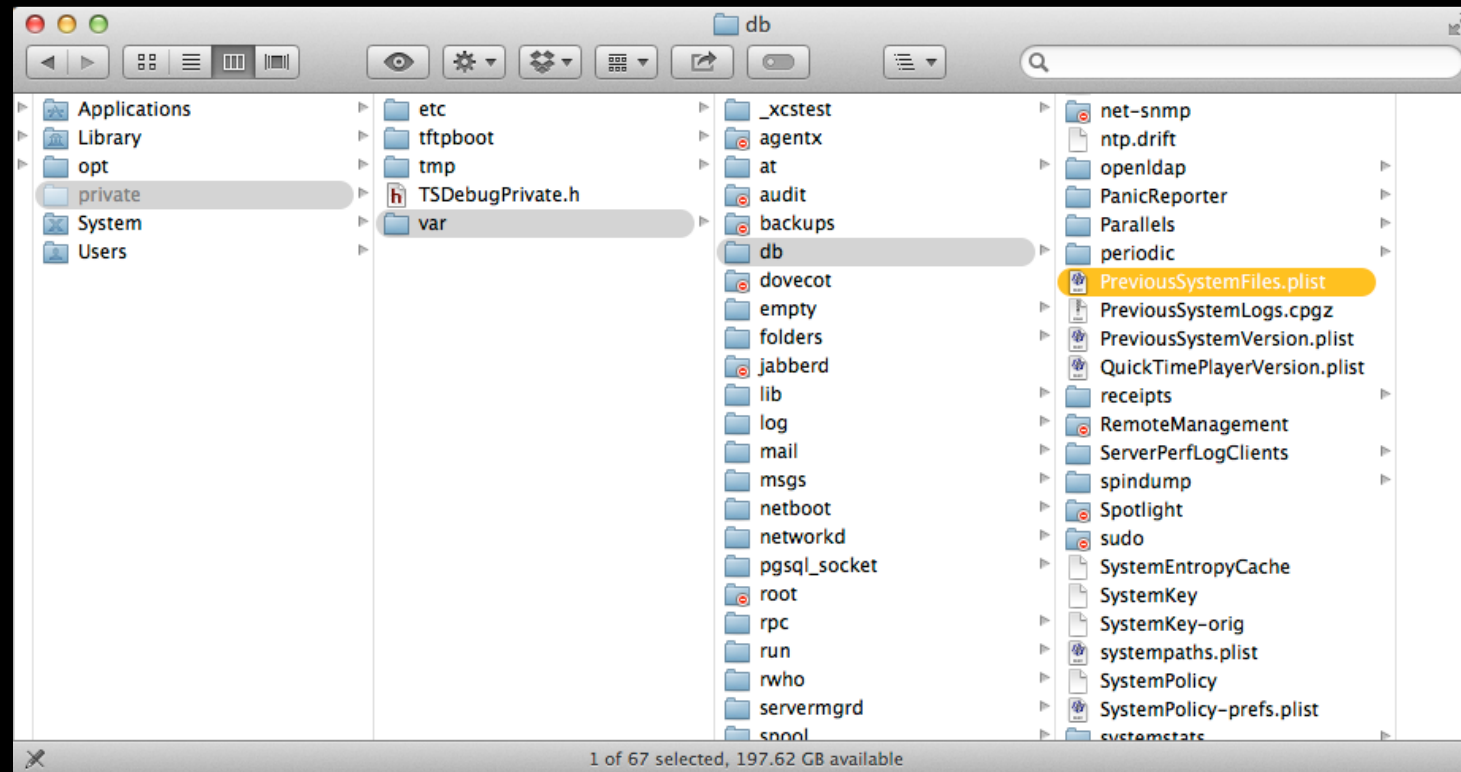 db
Applications
Library
opt
private
System
Users
etc
tftpboot
tmp
h TSDebugPrivate.h
var
_xcstest
agentx
at
audit
backups
db
dovecot
empty
folders
jabberd
lib
log
mail
msgs
netboot
networkd
pgsql_socket
root
rpc
run
rwho
servermgrd
spool
net-snmp
ntp.drift
openldap
PanicReporter
Parallels
periodic
PreviousSystemFiles.plist
PreviousSystemLogs.cpgz
PreviousSystemVersion.plist
QuickTimePlayerVersion.plist
receipts
RemoteManagement
ServerPerfLogClients
spindump
Spotlight
sudo
SystemEntropyCache
SystemKey
SystemKey-orig
systempaths.plist
SystemPolicy
SystemPolicy-prefs.plist
systemstats
1 of 67 selected, 197.62 GB available